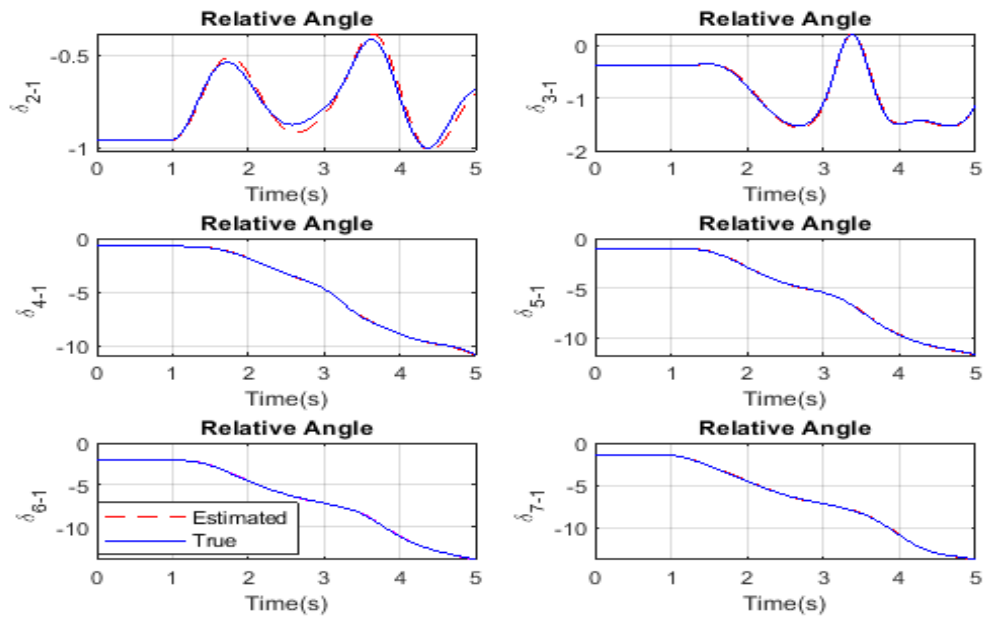 Relative Angle
-0.5
-1
δ2-1
0 1 2 3 4 5
Time(s)
Relative Angle
0
-1
-2
δ3-1
0 1 2 3 4 5
Time(s)
Relative Angle
0
-5
-10
δ4-1
0 1 2 3 4 5
Time(s)
Relative Angle
0
-5
-10
δ5-1
0 1 2 3 4 5
Time(s)
Relative Angle
0
-5
-10
δ6-1
Estimated
True
0 1 2 3 4 5
Time(s)
Relative Angle
0
-5
-10
δ7-1
0 1 2 3 4 5
Time(s)